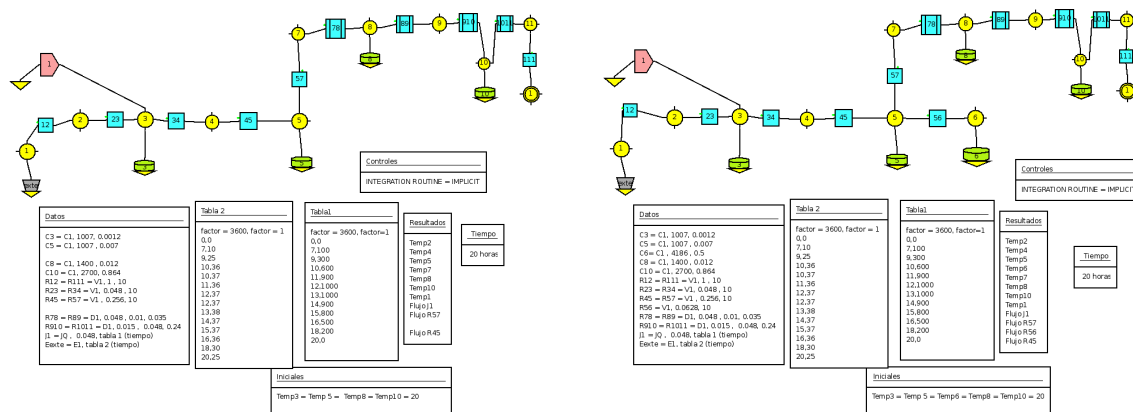 78
89
910
1011
7
8
9
11
10
8
10
111
1
57
1
12
2
23
3
34
4
45
5
3
5
1
exte
Controles
INTEGRATION ROUTINE = IMPLICIT
Datos
C3 = C1, 1007, 0.0012
C5 = C1, 1007 , 0.007
C8 = C1, 1400 , 0.012
C10 = C1, 2700, 0.864
R12 = R111 = V1, 1 , 10
R23 = R34 = V1, 0.048 , 10
R45 = R57 = V1 , 0.256, 10
R78 = R89 = D1, 0.048 , 0.01, 0.035
R910 = R1011 = D1, 0.015 , 0.048, 0.24
J1 = JQ , 0.048, tabla 1 (tiempo)
Eexte = E1, tabla 2 (tiempo)
Tabla 2
factor = 3600, factor = 1
0,0
7,10
9,25
10,36
10,37
11,36
12,37
12,37
13,38
14,37
15,37
16,36
18,30
20,25
Tabla1
factor = 3600, factor=1
0,0
7,100
9,300
10,600
11,900
12,1000
13,1000
14,900
15,800
16,500
18,200
20,0
Resultados
Temp2
Temp4
Temp5
Temp7
Temp8
Temp10
Temp1
Flujo J1
Flujo R57
Flujo R45
Tiempo
20 horas
Iniciales
Temp3 = Temp 5 = Temp8 = Temp10 = 20
78
89
910
1011
7
8
9
11
10
8
10
111
1
57
1
12
2
23
3
34
4
45
5
56
6
3
5
6
1
exte
Controles
INTEGRATION ROUTINE = IMPLICIT
Datos
C3 = C1, 1007, 0.0012
C5 = C1, 1007 , 0.007
C6= C1 , 4186 , 0.5
C8 = C1, 1400 , 0.012
C10 = C1, 2700, 0.864
R12 = R111 = V1, 1 , 10
R23 = R34 = V1, 0.048 , 10
R45 = R57 = V1 , 0.256, 10
R56 = V1, 0.0628, 10
R78 = R89 = D1, 0.048 , 0.01, 0.035
R910 = R1011 = D1, 0.015 , 0.048, 0.24
J1 = JQ , 0.048, tabla 1 (tiempo)
Eexte = E1, tabla 2 (tiempo)
Tabla 2
factor = 3600, factor = 1
0,0
7,10
9,25
10,36
10,37
11,36
12,37
12,37
13,38
14,37
15,37
16,36
18,30
20,25
Tabla1
factor = 3600, factor=1
0,0
7,100
9,300
10,600
11,900
12,1000
13,1000
14,900
15,800
16,500
18,200
20,0
Resultados
Temp2
Temp4
Temp5
Temp6
Temp7
Temp8
Temp10
Temp1
Flujo J1
Flujo R57
Flujo R56
Flujo R45
Tiempo
20 horas
Iniciales
Temp3 = Temp 5 = Temp6 = Temp8 = Temp10 = 20